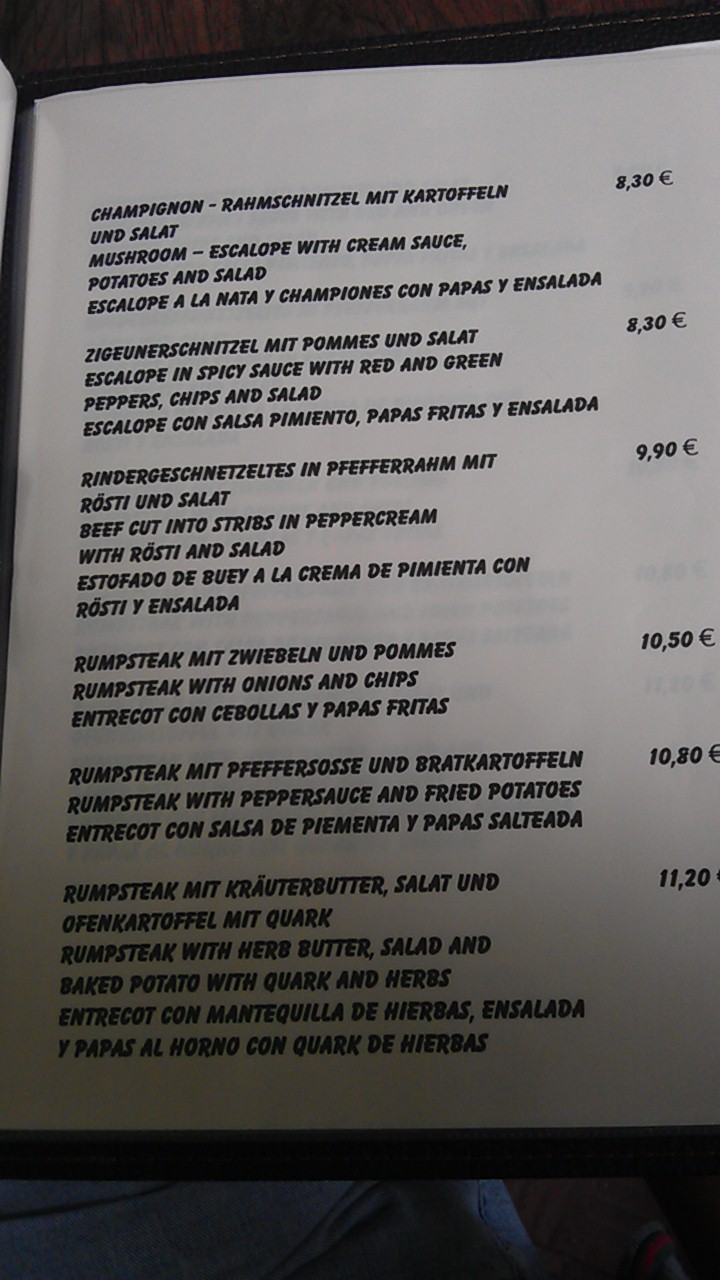 CHAMPIGNON - RAHMSCHNITZEL MIT KARTOFFELN 8,30 €
UND SALAT
MUSHROOM – ESCALOPE WITH CREAM SAUCE,
POTATOES AND SALAD
ESCALOPE A LA NATA Y CHAMPIONES CON PAPAS Y ENSALADA
ZIGEUNERSCHNITZEL MIT POMMES UND SALAT 8,30 €
ESCALOPE IN SPICY SAUCE WITH RED AND GREEN
PEPPERS, CHIPS AND SALAD
ESCALOPE CON SALSA PIMIENTO, PAPAS FRITAS Y ENSALADA
RINDERGESCHNETZELTES IN PFEFFERRAHM MIT 9,90 €
RÖSTI UND SALAT
BEEF CUT INTO STRIBS IN PEPPERCREAM
WITH RÖSTI AND SALAD
ESTOFADO DE BUEY A LA CREMA DE PIMIENTA CON
RÖSTI Y ENSALADA
RUMPSTEAK MIT ZWIEBELN UND POMMES 10,50 €
RUMPSTEAK WITH ONIONS AND CHIPS
ENTRECOT CON CEBOLLAS Y PAPAS FRITAS
RUMPSTEAK MIT PFEFFERSOSSE UND BRATKARTOFFELN 10,80 €
RUMPSTEAK WITH PEPPERSAUCE AND FRIED POTATOES
ENTRECOT CON SALSA DE PIEMENTA Y PAPAS SALTEADA
RUMPSTEAK MIT KRÄUTERBUTTER, SALAT UND 11,20 €
OFENKARTOFFEL MIT QUARK
RUMPSTEAK WITH HERB BUTTER, SALAD AND
BAKED POTATO WITH QUARK AND HERBS
ENTRECOT CON MANTEQUILLA DE HIERBAS, ENSALADA
Y PAPAS AL HORNO CON QUARK DE HIERBAS